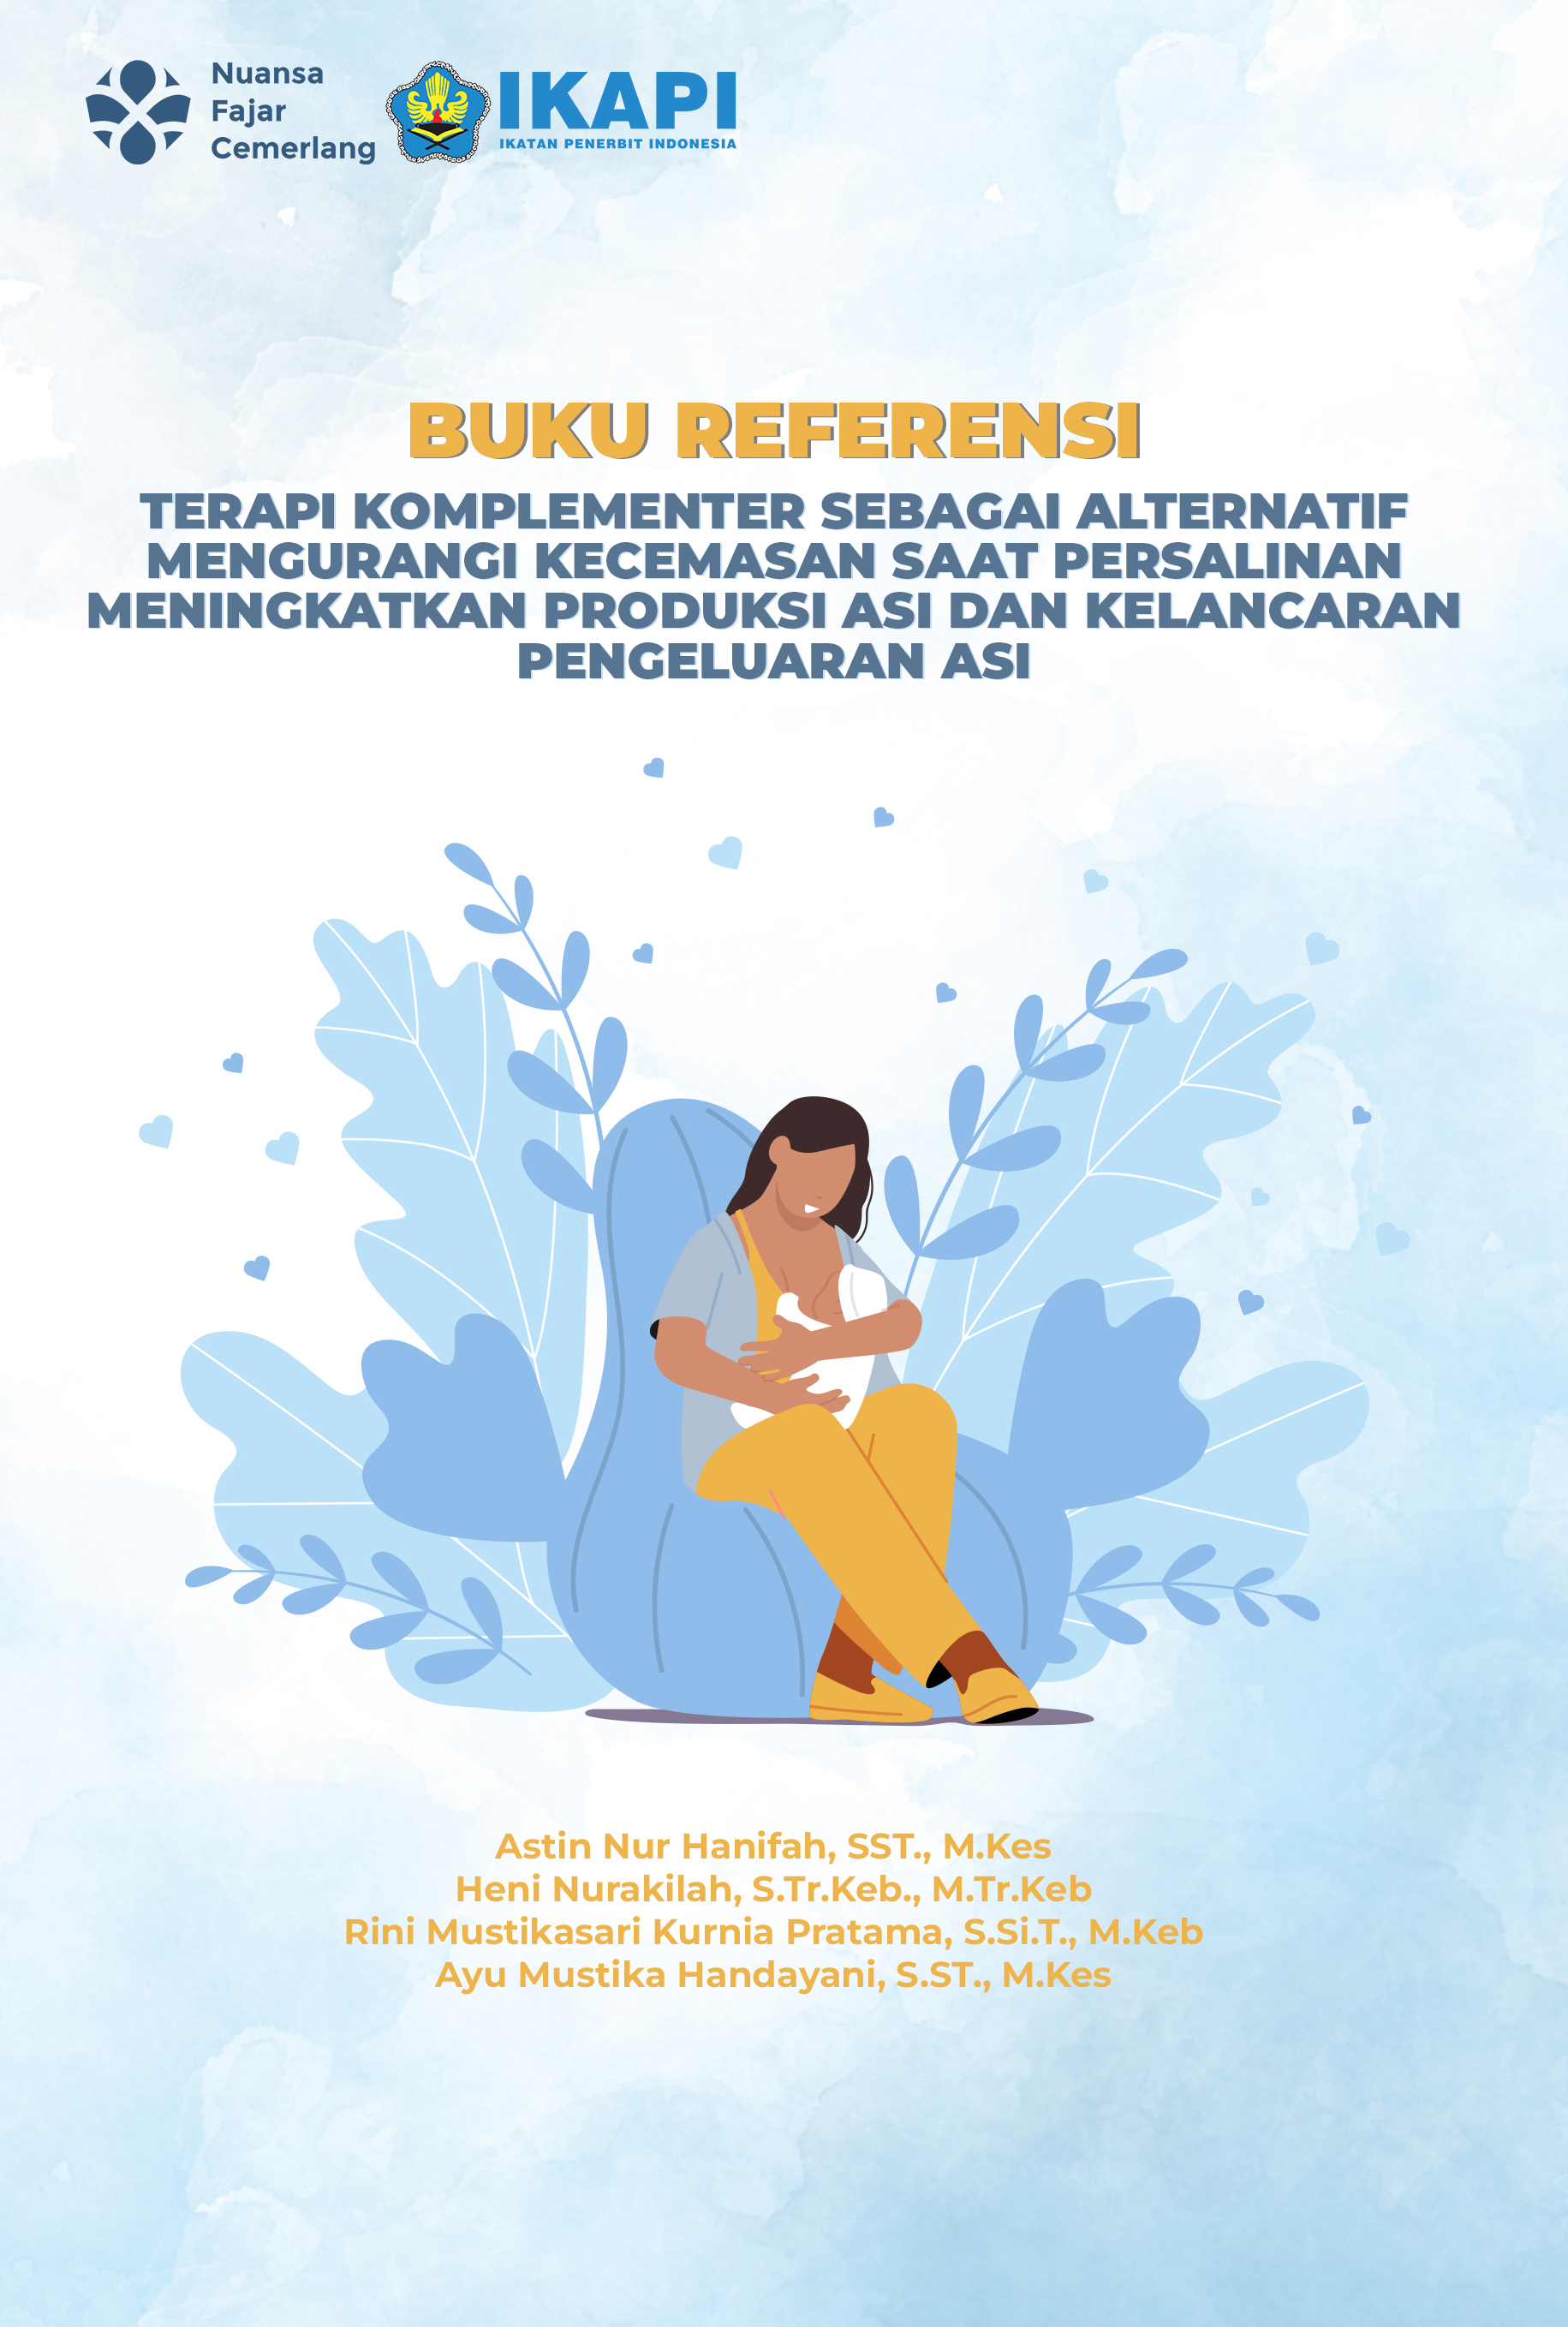 Nuansa
Fajar
Cemerlang
IKAPI
IKATAN PENERBIT INDONESIA
BUKU REFERENSI
TERAPI KOMPLEMENTER SEBAGAI ALTERNATIF
MENGURANGI KECEMASAN SAAT PERSALINAN
MENINGKATKAN PRODUKSI ASI DAN KELANCARAN
PENGELUARAN ASI
Astin Nur Hanifah, SST., M.Kes
Heni Nurakilah, S.Tr.Keb., M.Tr.Keb
Rini Mustikasari Kurnia Pratama, S.Si.T., M.Keb
Ayu Mustika Handayani, S.ST., M.Kes